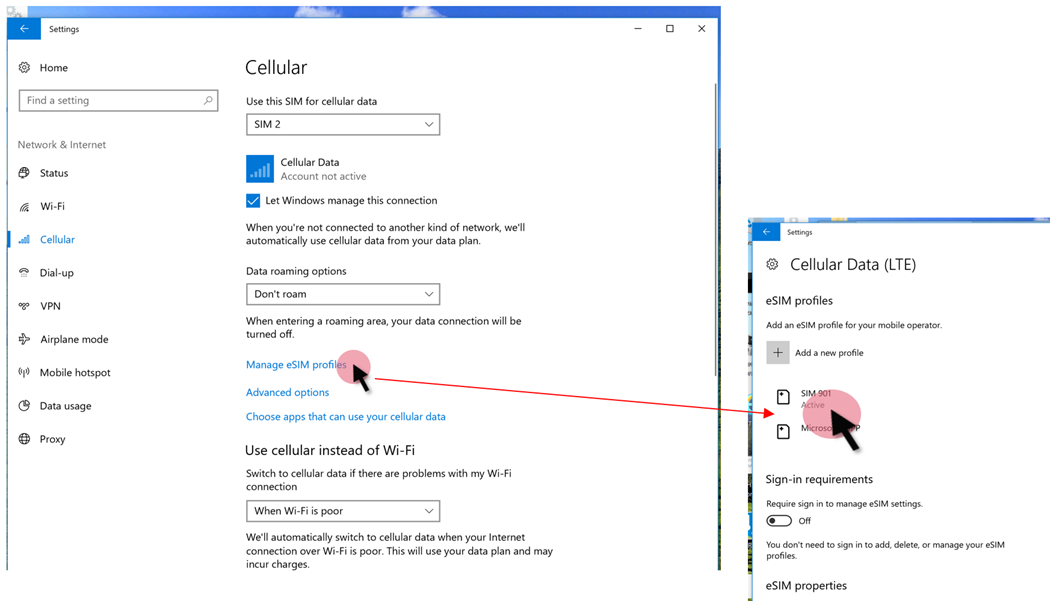 Settings
Home
Find a setting
Network & Internet
Status
Wi-Fi
Cellular
Dial-up
VPN
Airplane mode
Mobile hotspot
Data usage
Proxy
Cellular
Use this SIM for cellular data
SIM 2
Cellular Data
Account not active
Let Windows manage this connection
When you're not connected to another kind of network, we'll
automatically use cellular data from your data plan.
Data roaming options
Don't roam
When entering a roaming area, your data connection will be
turned off.
Manage eSIM profiles
Advanced options
Choose apps that can use your cellular data
Use cellular instead of Wi-Fi
Switch to cellular data if there are problems with my Wi-Fi
connection
When Wi-Fi is poor
We'll automatically switch to cellular data when your Internet
connection over Wi-Fi is poor. This will use your data plan and may
incur charges.
Settings
Cellular Data (LTE)
eSIM profiles
Add an eSIM profile for your mobile operator.
Add a new profile
SIM 901
Active
Sign-in requirements
Require sign in to manage eSIM settings.
Off
You don't need to sign in to add, delete, or manage your eSIM
profiles.
eSIM properties